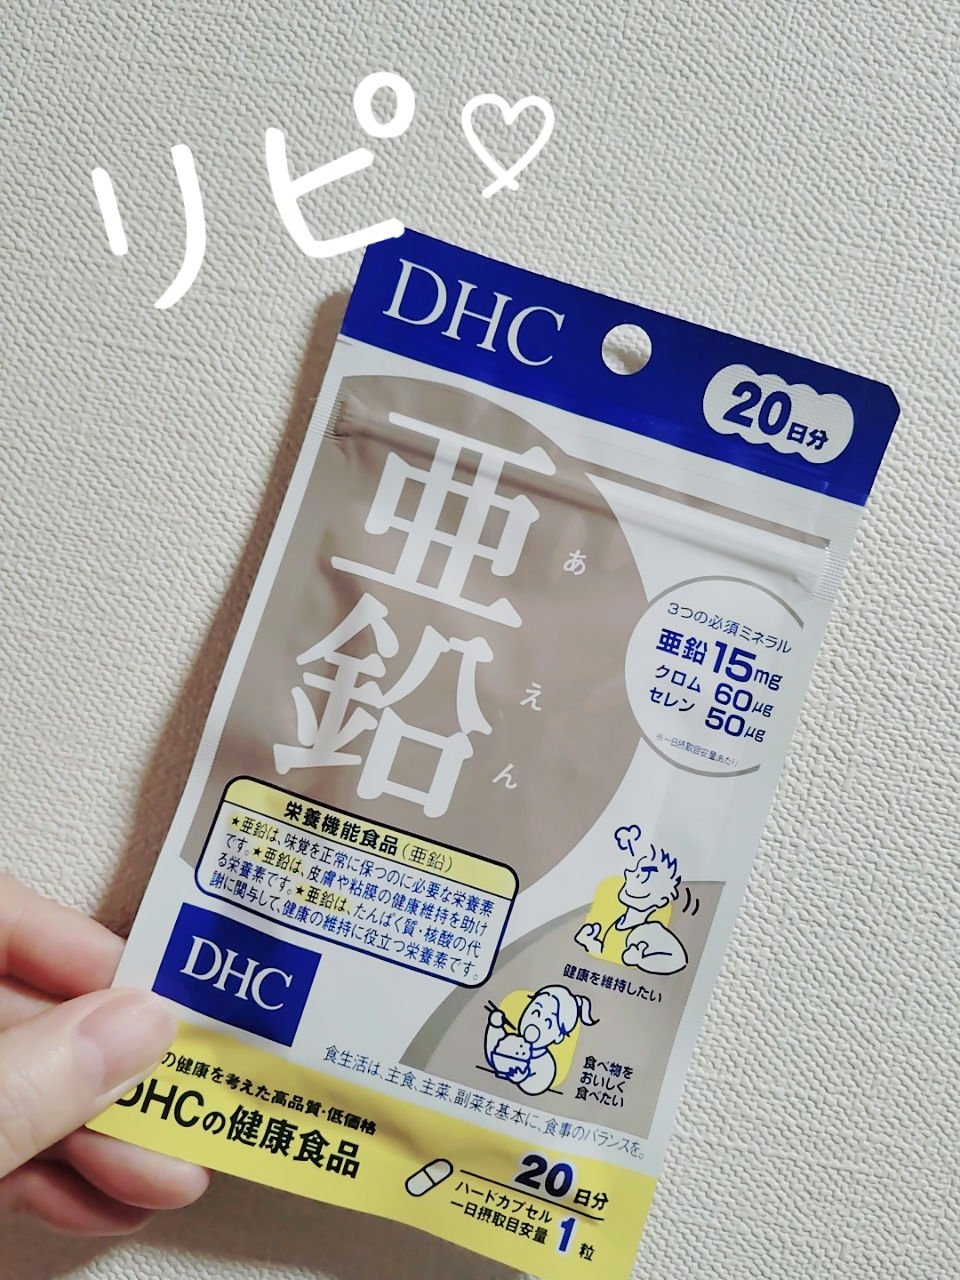 リピ♡
DHC
20日分
亜鉛
あえん
3つの必須ミネラル
亜鉛 15mg
クロム 60μg
セレン 50μg
※一日摂取目安量あたり
栄養機能食品(亜鉛)
★亜鉛は、味覚を正常に保つのに必要な栄養素
です。★亜鉛は、皮膚や粘膜の健康維持を助け
る栄養素です。★亜鉛は、たんぱく質・核酸の代
謝に関与して、健康の維持に役立つ栄養素です。
健康を維持したい
DHC
食べ物を
おいしく
食べたい
食生活は、主食、主菜、副菜を基本に、食事のバランスを。
の健康を考えた高品質・低価格
DHCの健康食品
20日分
ハードカプセル
一日摂取目安量 1粒